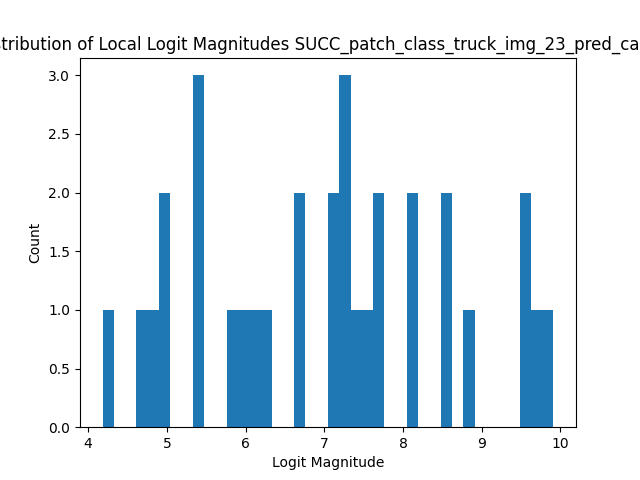 stribution of Local Logit Magnitudes SUCC_patch_class_truck_img_23_pred_ca
3.0
2.5
2.0
1.5
1.0
0.5
0.0
Count
4 5 6 7 8 9 10
Logit Magnitude